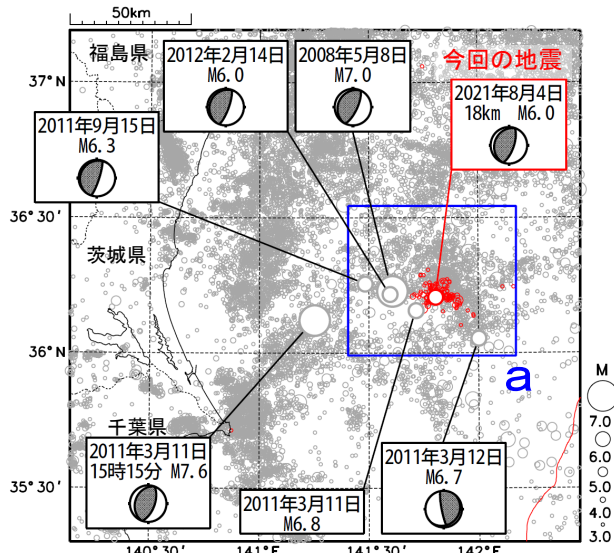 50km
福島県
37°N
2012年2月14日
M6.0
2008年5月8日
M7.0
今回の地震
2021年8月4日
18km M6.0
2011年9月15日
M6.3
36°30′
茨城県
36°N
a
千葉県
2011年3月11日
15時15分 M7.6
2011年3月11日
M6.8
2011年3月12日
M6.7
35°30′
M
7.0
6.0
5.0
4.0
3.0
140°30′
141°E
141°30′
142°E